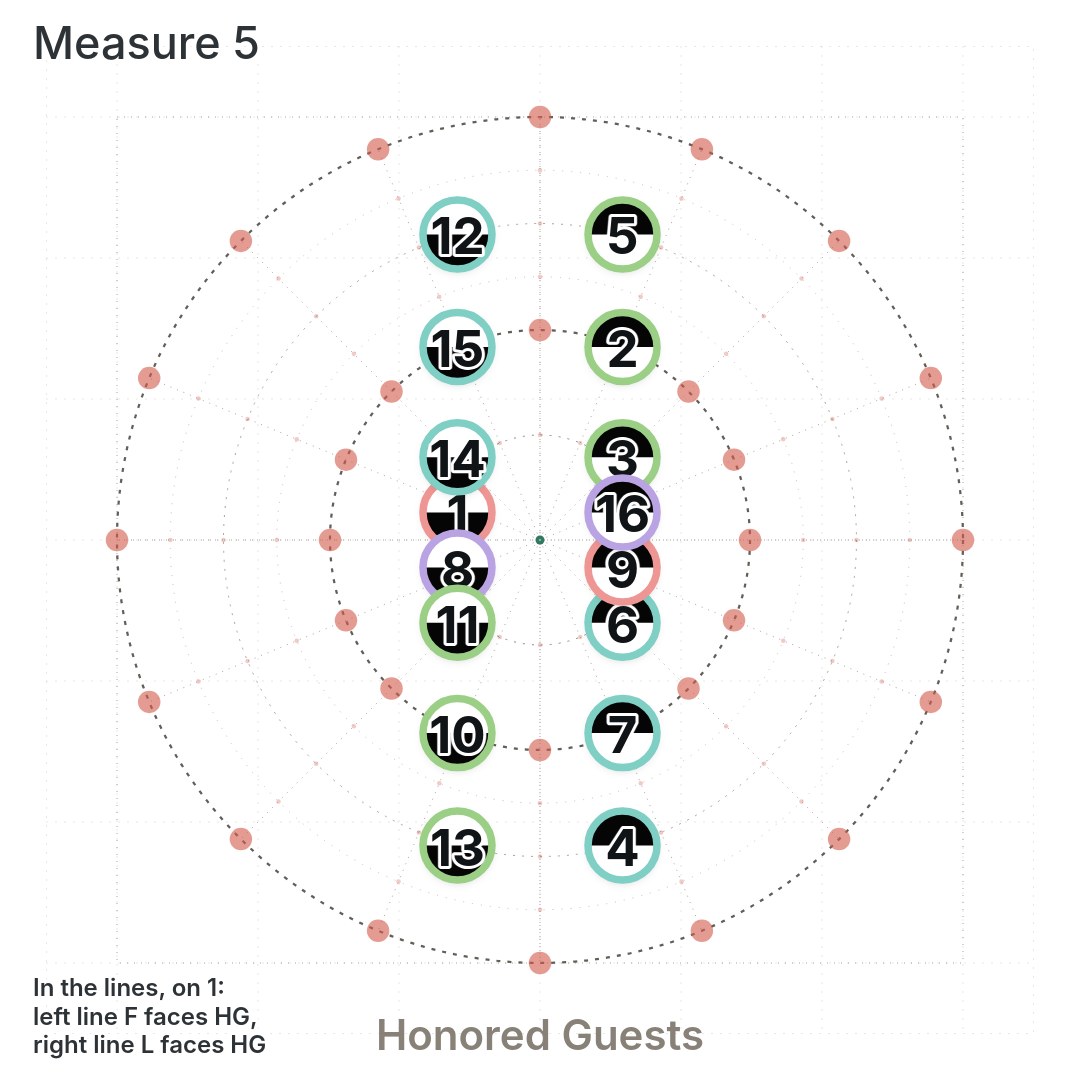 Measure 5
12 5
15 2
14 3
1 16
8 9
11 6
10 7
13 4
In the lines, on 1:
left line F faces HG,
right line L faces HG
Honored Guests